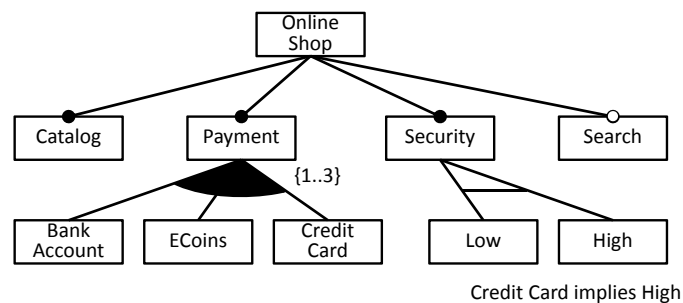 Online
Shop
Catalog
Payment
Security
Search
{1..3}
Bank
Account
ECoins
Credit
Card
Low
High
Credit Card implies High